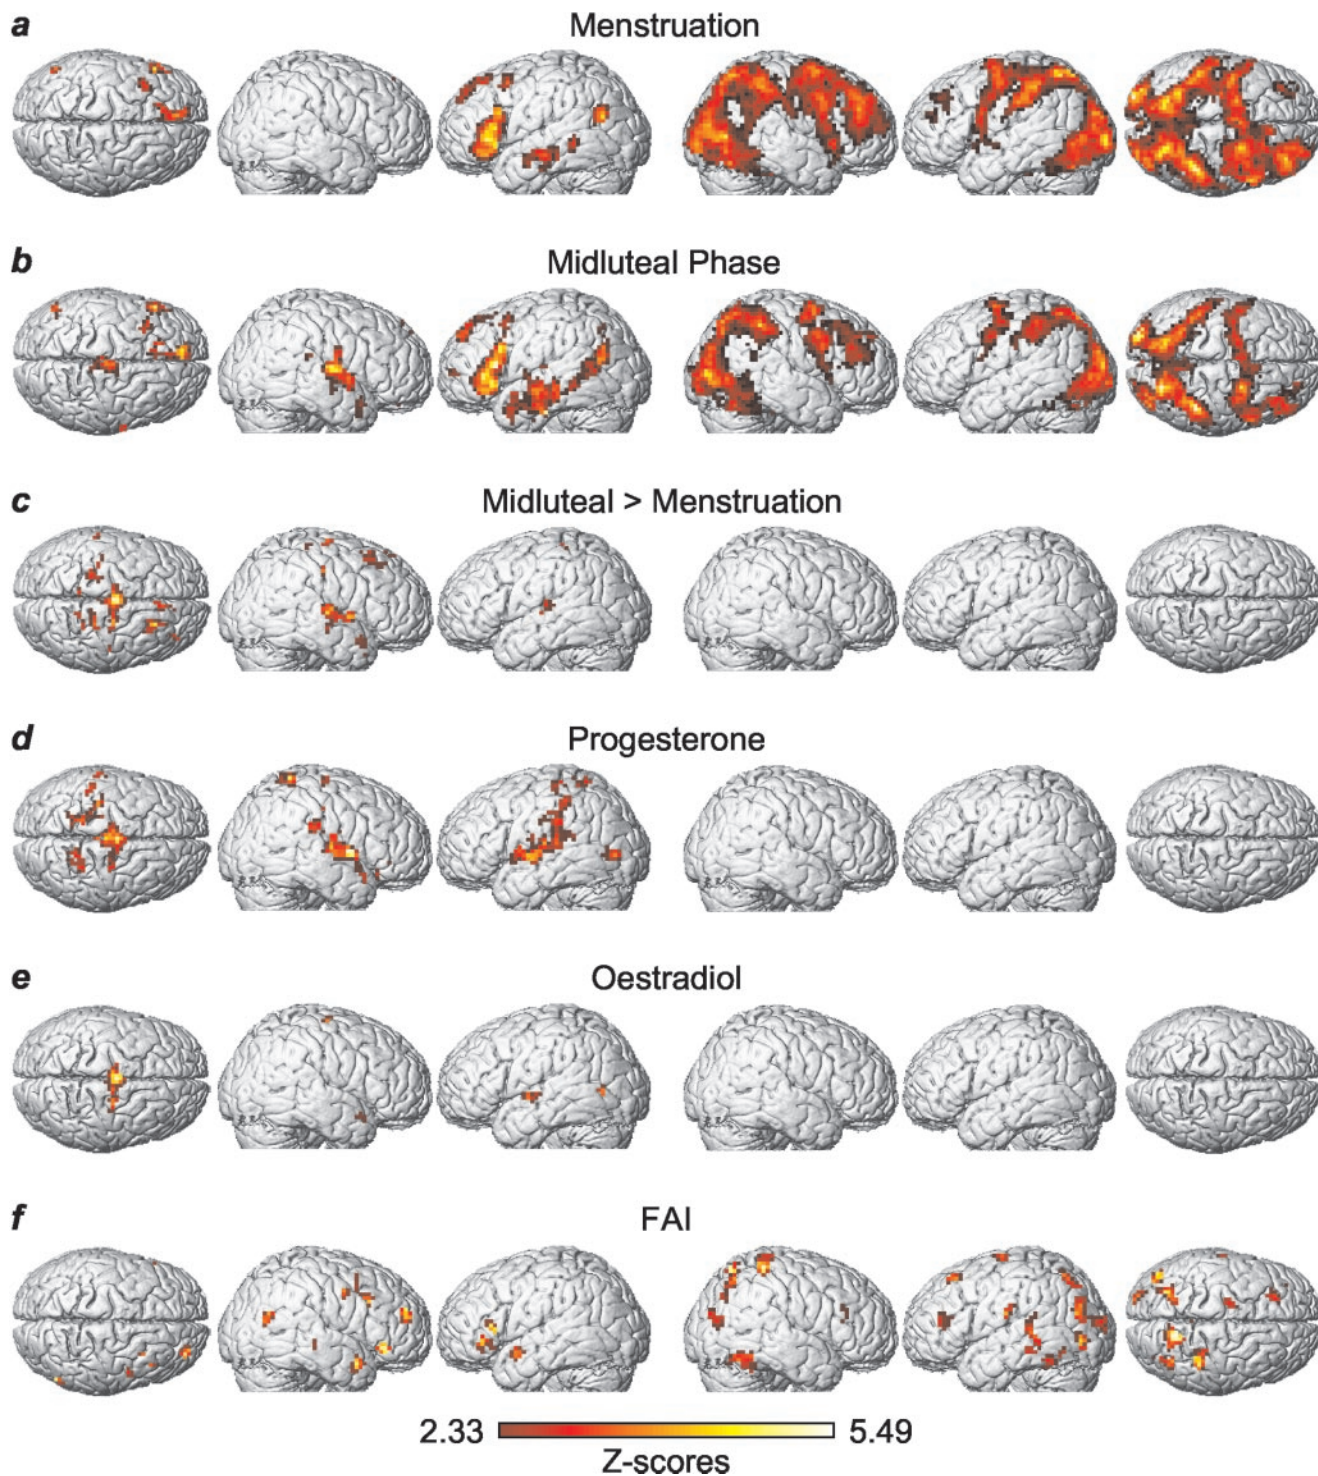 a
Menstruation
b
Midluteal Phase
c
Midluteal > Menstruation
d
Progesterone
e
Oestradiol
f
FAI
2.33 5.49
Z-scores